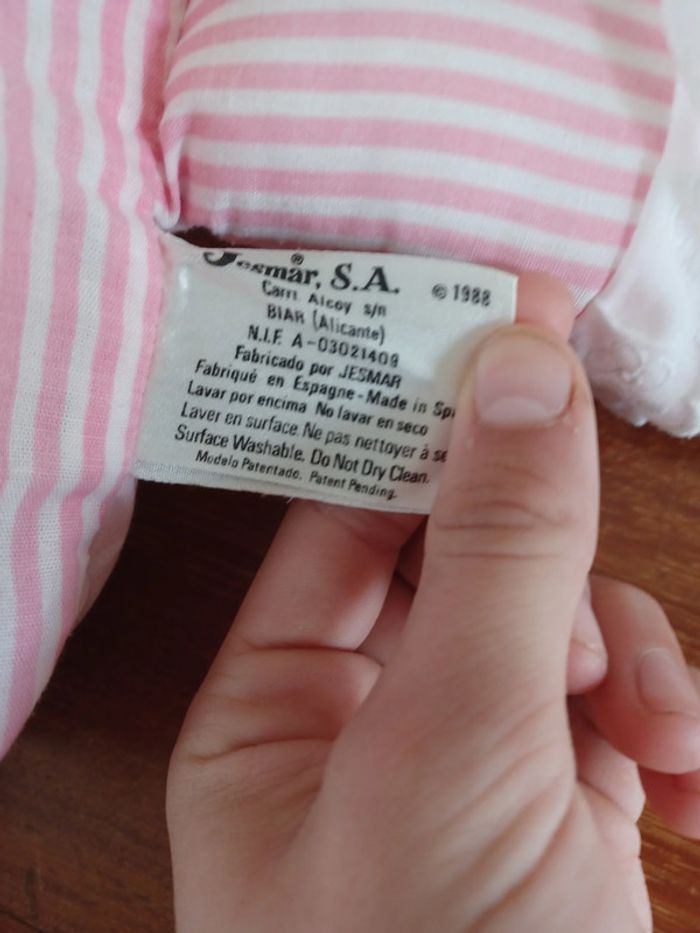 Jesmar, S.A.® © 1988
Carr. Alcoy s/n
BIAR (Alicante)
N.I.F. A-03021409
Fabricado por JESMAR
Fabriqué en Espagne - Made in
Lavar por encima No lavar en seco
Laver en surface. Ne pas nettoyer à
Surface Washable. Do Not Dry Clean.
Modelo Patentado. Patent Pending.